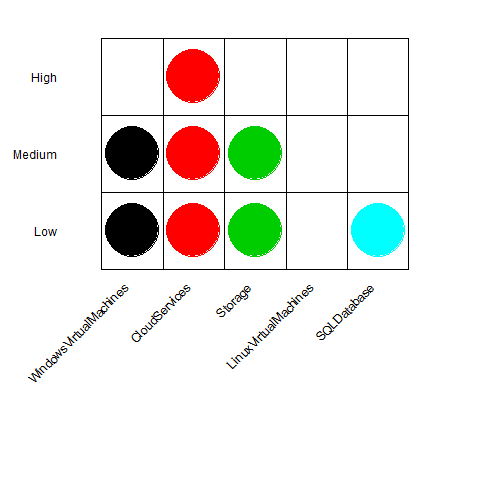 High
Medium
Low
WindowsVirtualMachines
CloudServices
Storage
LinuxVirtualMachines
SQLDatabase